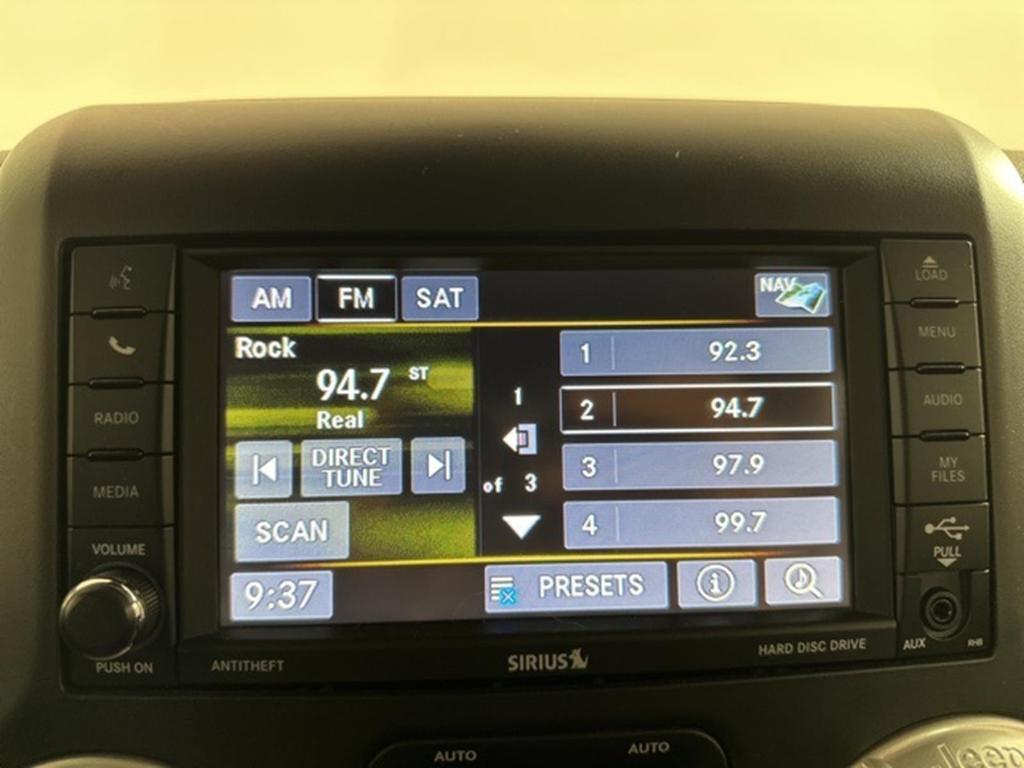 AM FM SAT NAV
Rock
94.7 ST
Real
DIRECT
TUNE
SCAN
9:37
1
of 3
1 92.3
2 94.7
3 97.9
4 99.7
PRESETS
i
RADIO
MEDIA
VOLUME
PUSH ON
LOAD
MENU
AUDIO
MY
FILES
PULL
AUX RHB
ANTITHEFT
SIRIUS
HARD DISC DRIVE
AUTO AUTO
Jeep